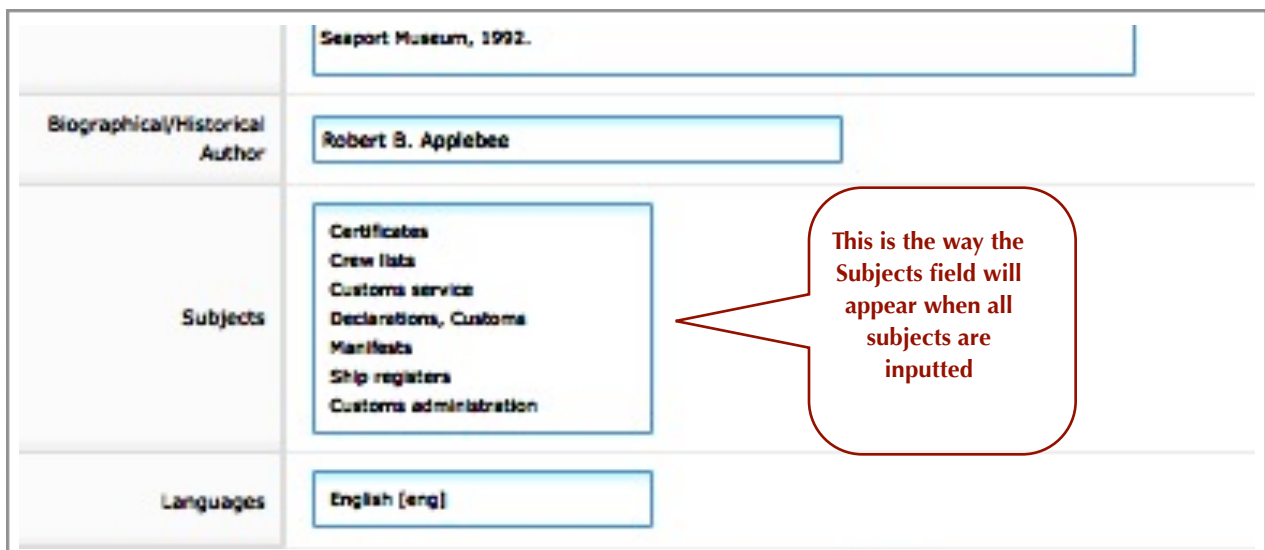 Seaport Museum, 1992.
Biographical/Historical
Author
Robert B. Applebee
Subjects
Certificates
Crew lists
Customs service
Declarations, Customs
Manifests
Ship registers
Customs administration
This is the way the
Subjects field will
appear when all
subjects are
inputted
Languages
English [eng]